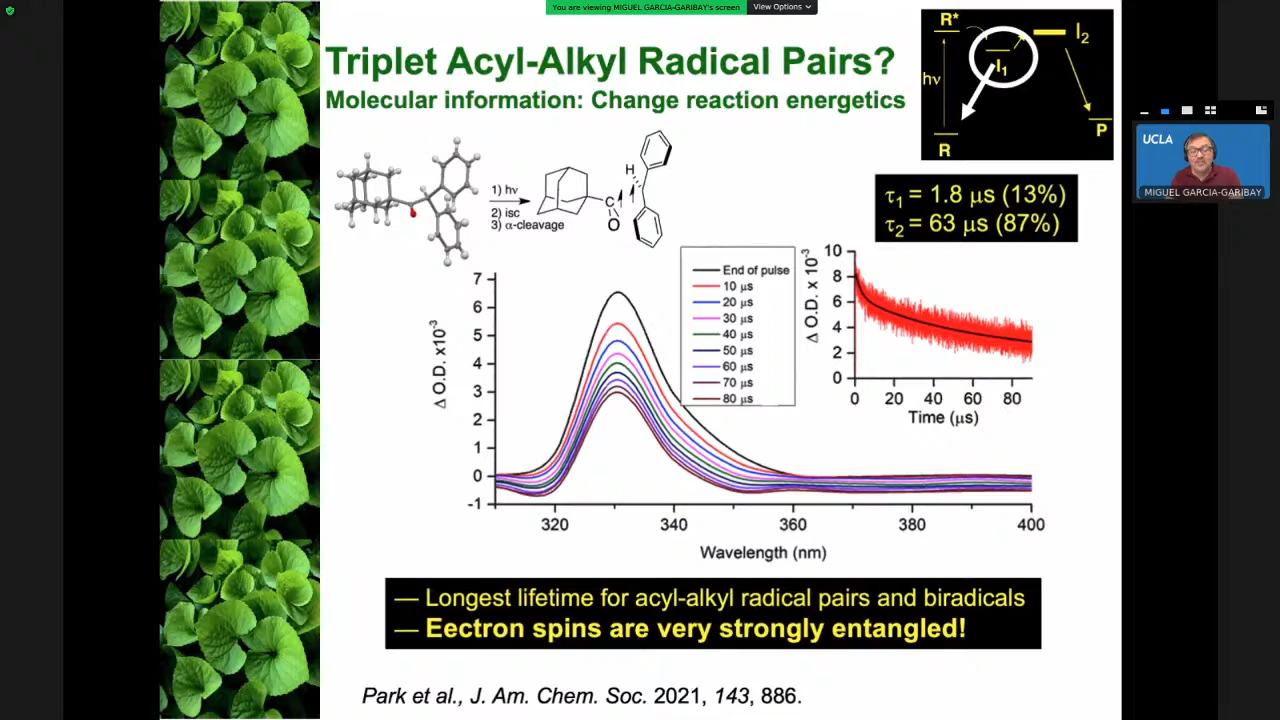 You are viewing MIGUEL GARCIA-GARIBAY's screen
View Options
Triplet Acyl-Alkyl Radical Pairs?
Molecular information: Change reaction energetics
R*
I2
I1
hν
P
R
UCLA
MIGUEL GARCIA-GARIBAY
1) hν
2) isc
3) α-cleavage
H
C
O
τ1 = 1.8 μs (13%)
τ2 = 63 μs (87%)
Δ O.D. x10-3
7
6
5
4
3
2
1
0
-1
320
340
360
380
400
Wavelength (nm)
End of pulse
10 μs
20 μs
30 μs
40 μs
50 μs
60 μs
70 μs
80 μs
Δ O.D. x 10-3
10
8
6
4
2
0
0
20
40
60
80
Time (μs)
— Longest lifetime for acyl-alkyl radical pairs and biradicals
— Eectron spins are very strongly entangled!
Park et al., J. Am. Chem. Soc. 2021, 143, 886.